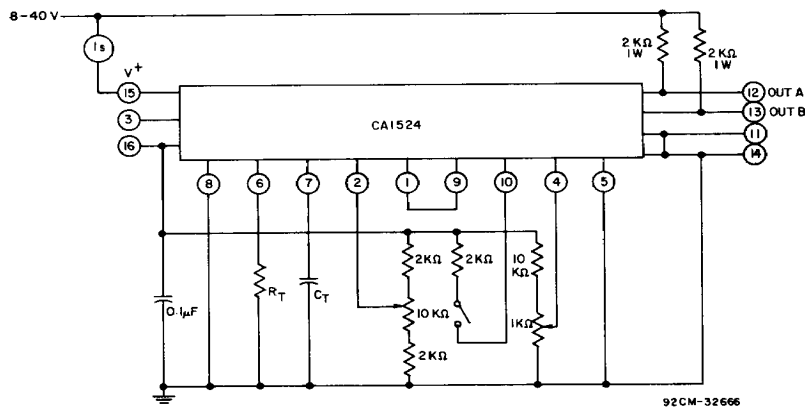 8-40 V
1s
V+
15
3
16
CA1524
2 KΩ
1W
2 KΩ
1W
12 OUT A
13 OUT B
11
14
8
6
7
2
1
9
10
4
5
0.1μF
RT
CT
2KΩ
10 KΩ
2KΩ
2KΩ
10
KΩ
1KΩ
92CM-32666